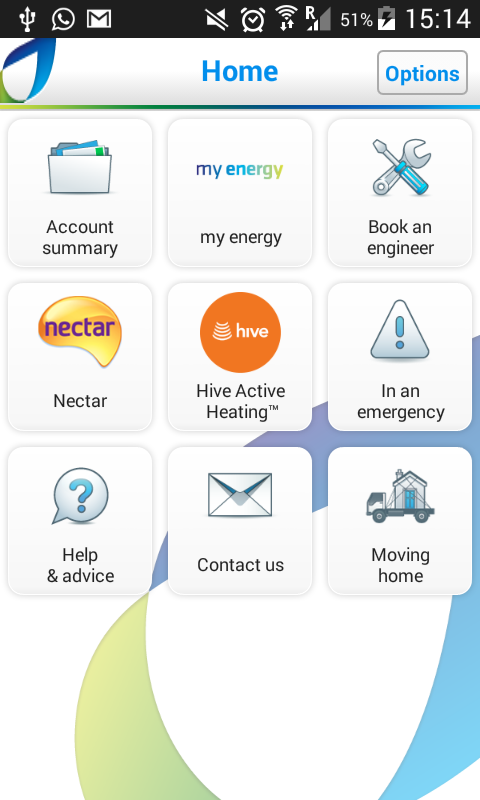 R 51% 15:14
Home
Options
Account
summary
my energy
my energy
Book an
engineer
nectar
Nectar
hive
Hive Active
Heating™
In an
emergency
Help
& advice
Contact us
Moving
home